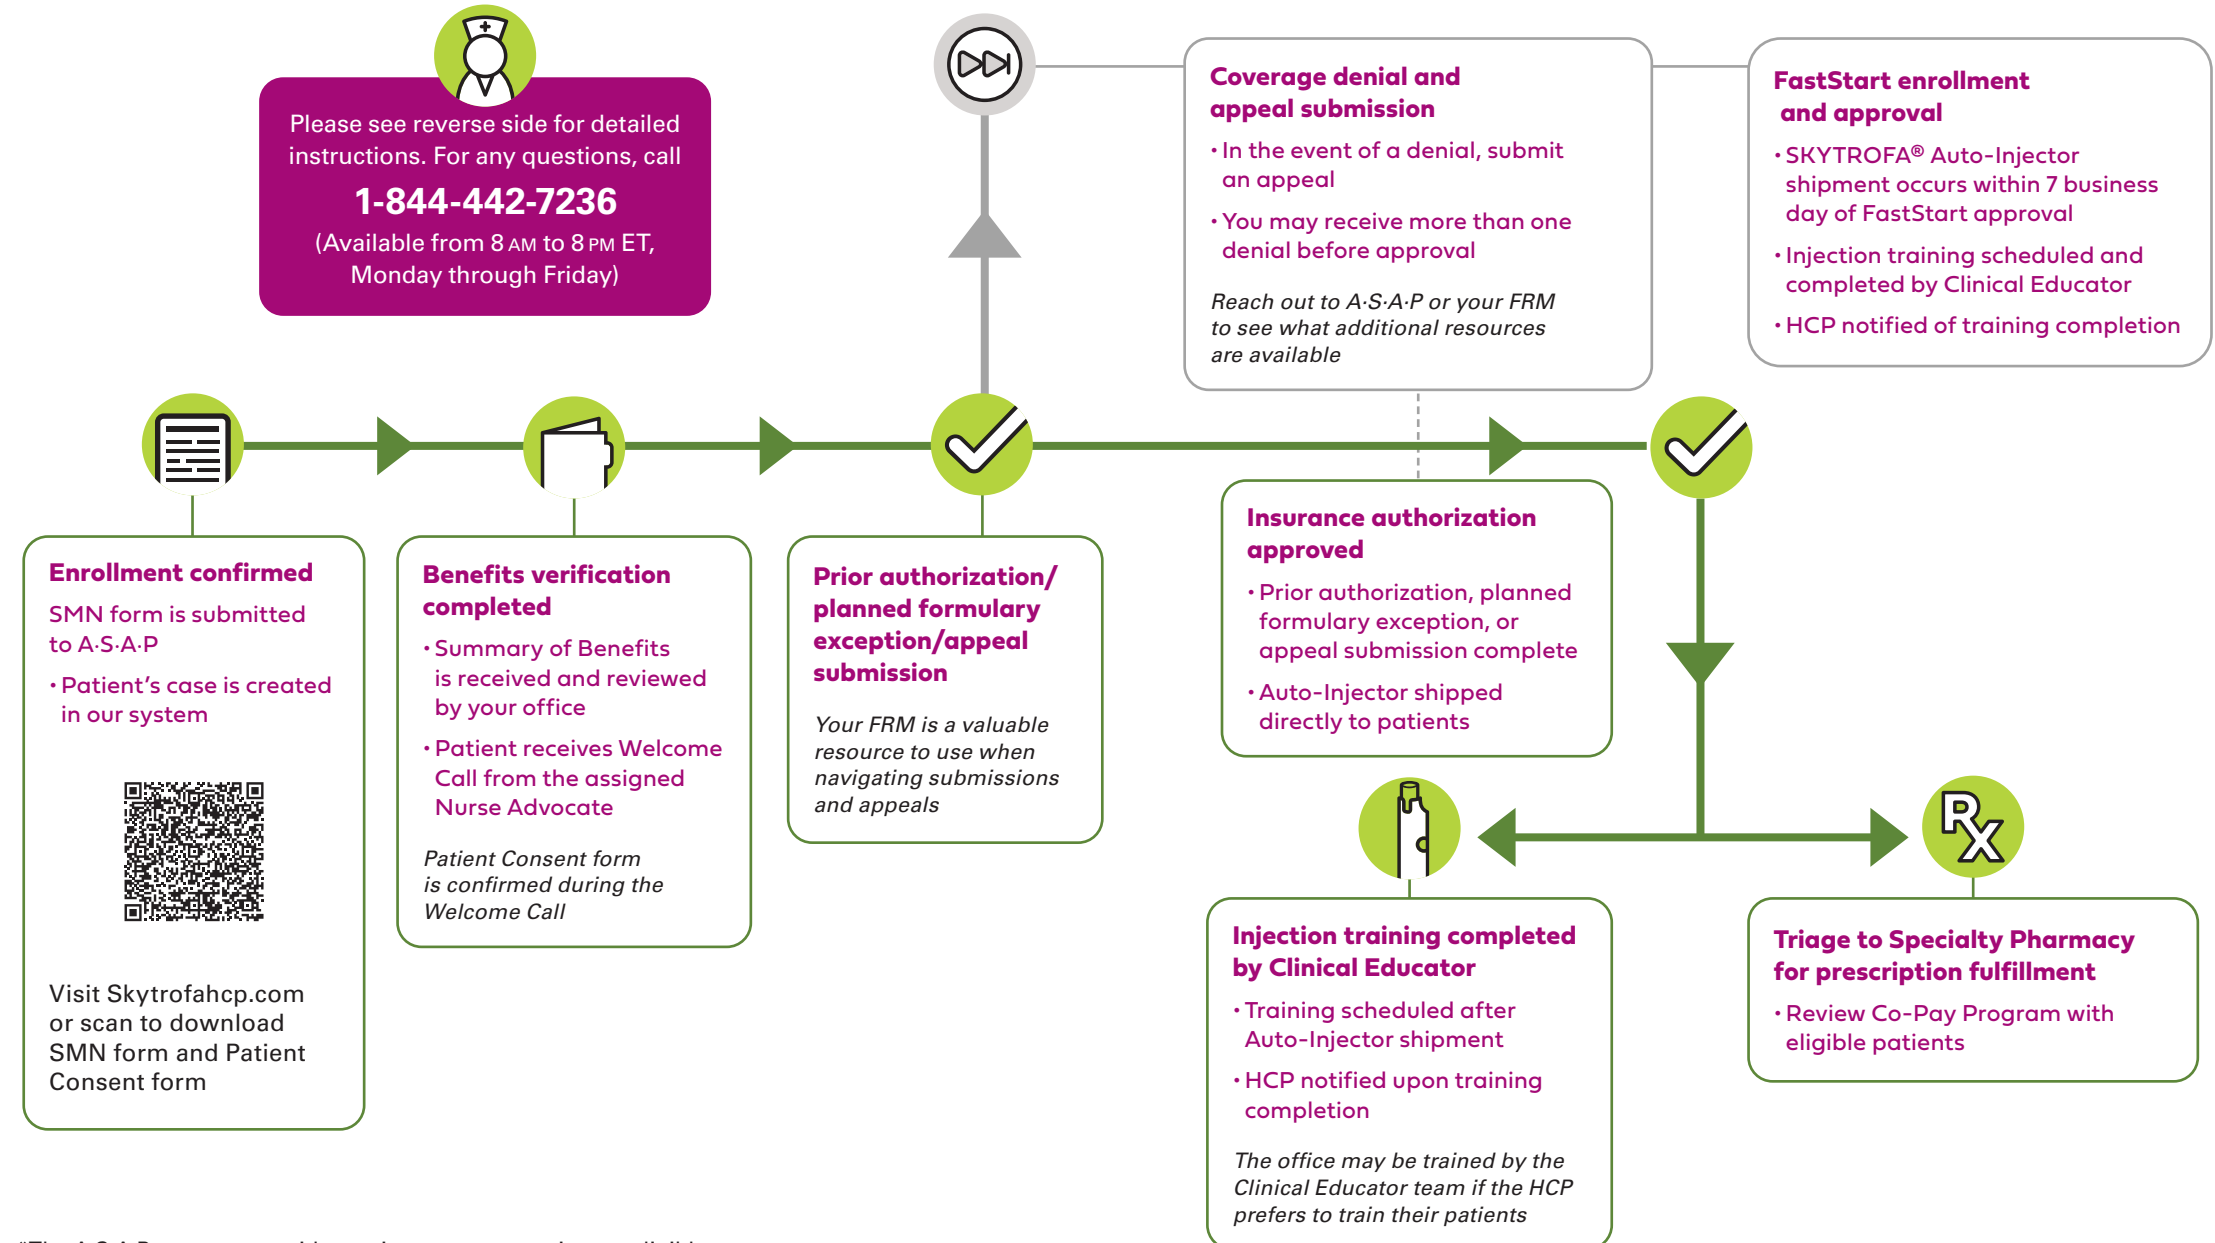 Please see reverse side for detailed
instructions. For any questions, call
1-844-442-7236
(Available from 8 AM to 8 PM ET,
Monday through Friday)
Coverage denial and
appeal submission
• In the event of a denial, submit
an appeal
• You may receive more than one
denial before approval
Reach out to A·S·A·P or your FRM
to see what additional resources
are available
FastStart enrollment
and approval
• SKYTROFA® Auto-Injector
shipment occurs within 7 business
day of FastStart approval
• Injection training scheduled and
completed by Clinical Educator
• HCP notified of training completion
Enrollment confirmed
SMN form is submitted
to A·S·A·P
• Patient's case is created
in our system
Visit Skytrofahcp.com
or scan to download
SMN form and Patient
Consent form
Benefits verification
completed
• Summary of Benefits
is received and reviewed
by your office
• Patient receives Welcome
Call from the assigned
Nurse Advocate
Patient Consent form
is confirmed during the
Welcome Call
Prior authorization/
planned formulary
exception/appeal
submission
Your FRM is a valuable
resource to use when
navigating submissions
and appeals
Insurance authorization
approved
• Prior authorization, planned
formulary exception, or
appeal submission complete
• Auto-Injector shipped
directly to patients
Rx
Injection training completed
by Clinical Educator
• Training scheduled after
Auto-Injector shipment
• HCP notified upon training
completion
The office may be trained by the
Clinical Educator team if the HCP
prefers to train their patients
Triage to Specialty Pharmacy
for prescription fulfillment
• Review Co-Pay Program with
eligible patients